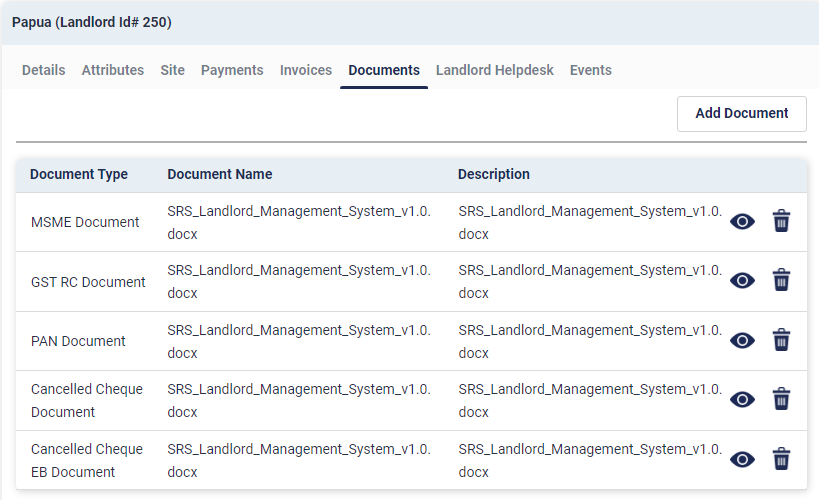 Papua (Landlord Id# 250)
Details Attributes Site Payments Invoices Documents Landlord Helpdesk Events
Add Document
Document Type Document Name Description
MSME Document SRS_Landlord_Management_System_v1.0. SRS_Landlord_Management_System_v1.0.
docx docx
GST RC Document SRS_Landlord_Management_System_v1.0. SRS_Landlord_Management_System_v1.0.
docx docx
PAN Document SRS_Landlord_Management_System_v1.0. SRS_Landlord_Management_System_v1.0.
docx docx
Cancelled Cheque SRS_Landlord_Management_System_v1.0. SRS_Landlord_Management_System_v1.0.
Document docx docx
Cancelled Cheque SRS_Landlord_Management_System_v1.0. SRS_Landlord_Management_System_v1.0.
EB Document docx docx